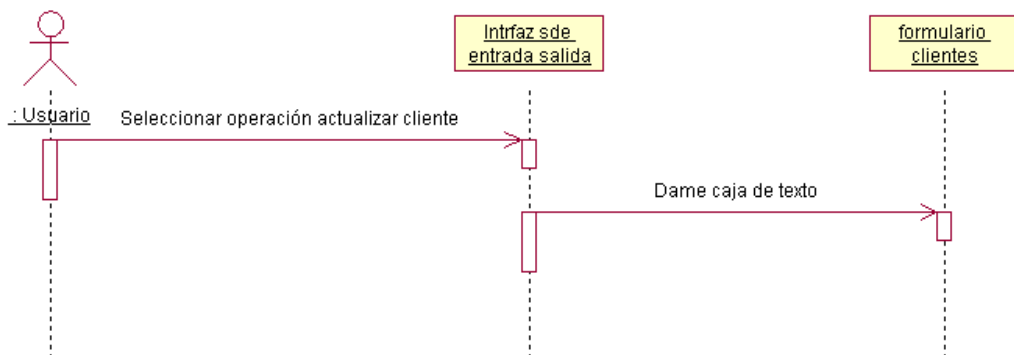 Intrfaz sde
entrada salida
formulario
clientes
: Usuario
Seleccionar operación actualizar cliente
Dame caja de texto